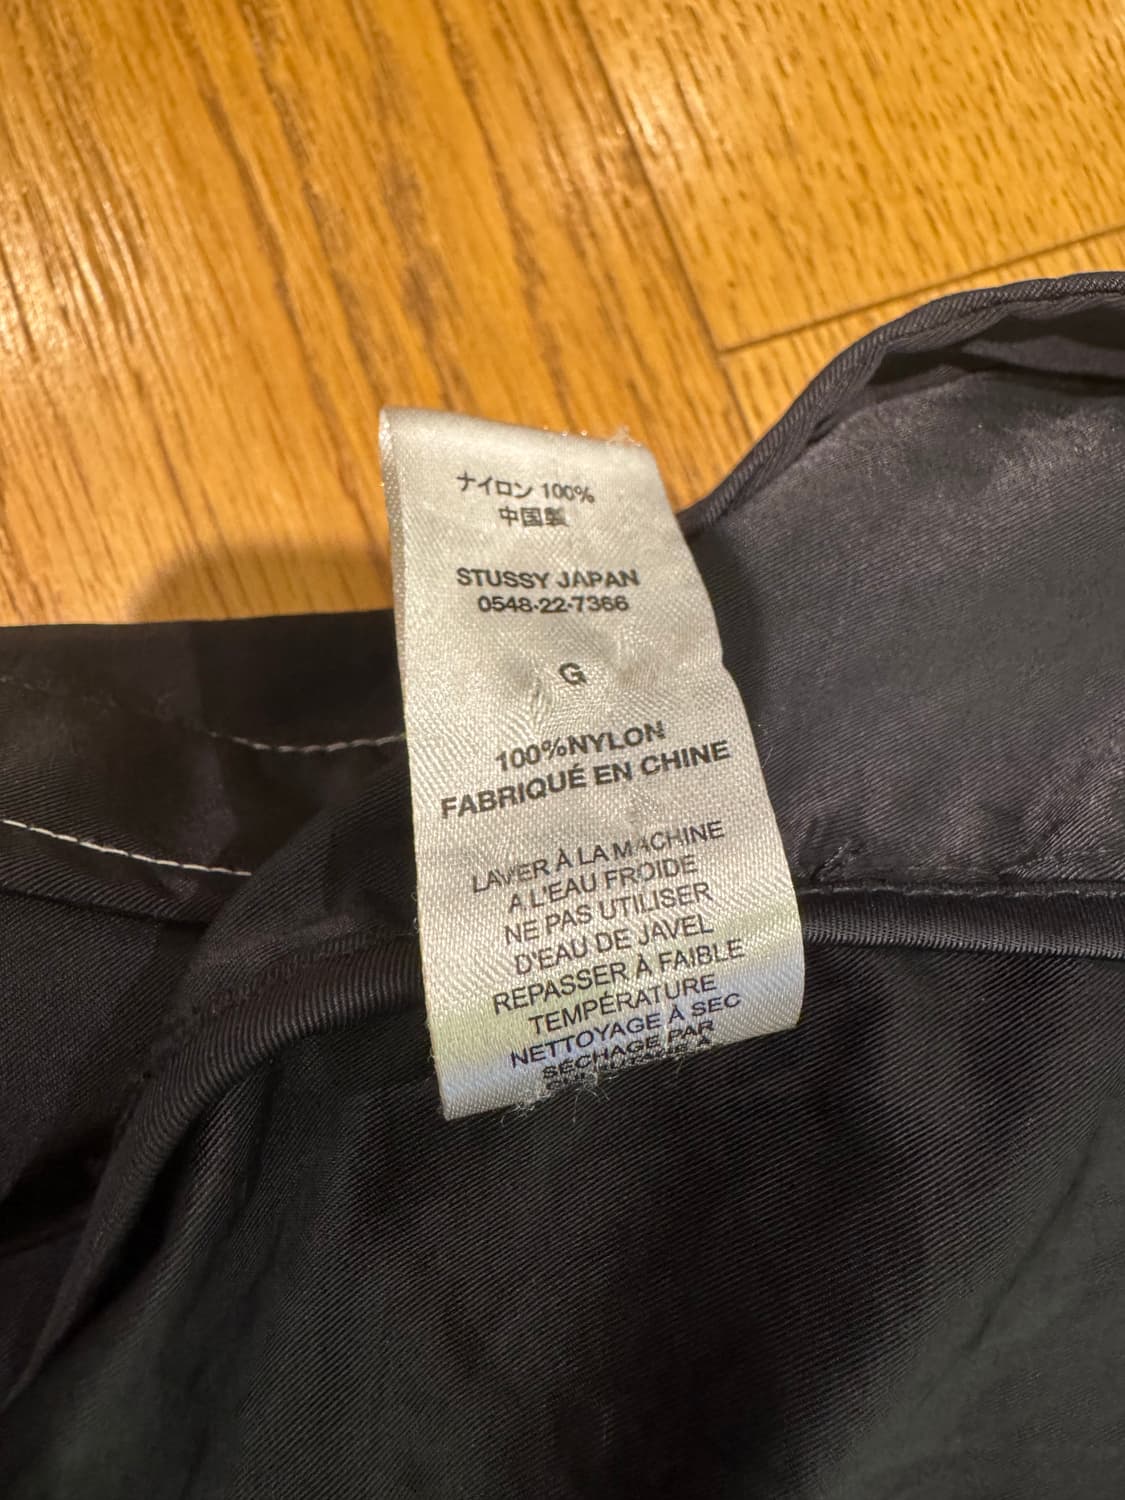 ナイロン 100%
中国製
STUSSY JAPAN
0548-22-7366
G
100%NYLON
FABRIQUÉ EN CHINE
LAVER À LA MACHINE
A L'EAU FROIDE
NE PAS UTILISER
D'EAU DE JAVEL
REPASSER À FAIBLE
TEMPÉRATURE
NETTOYAGE À SEC
SÉCHAGE PAR